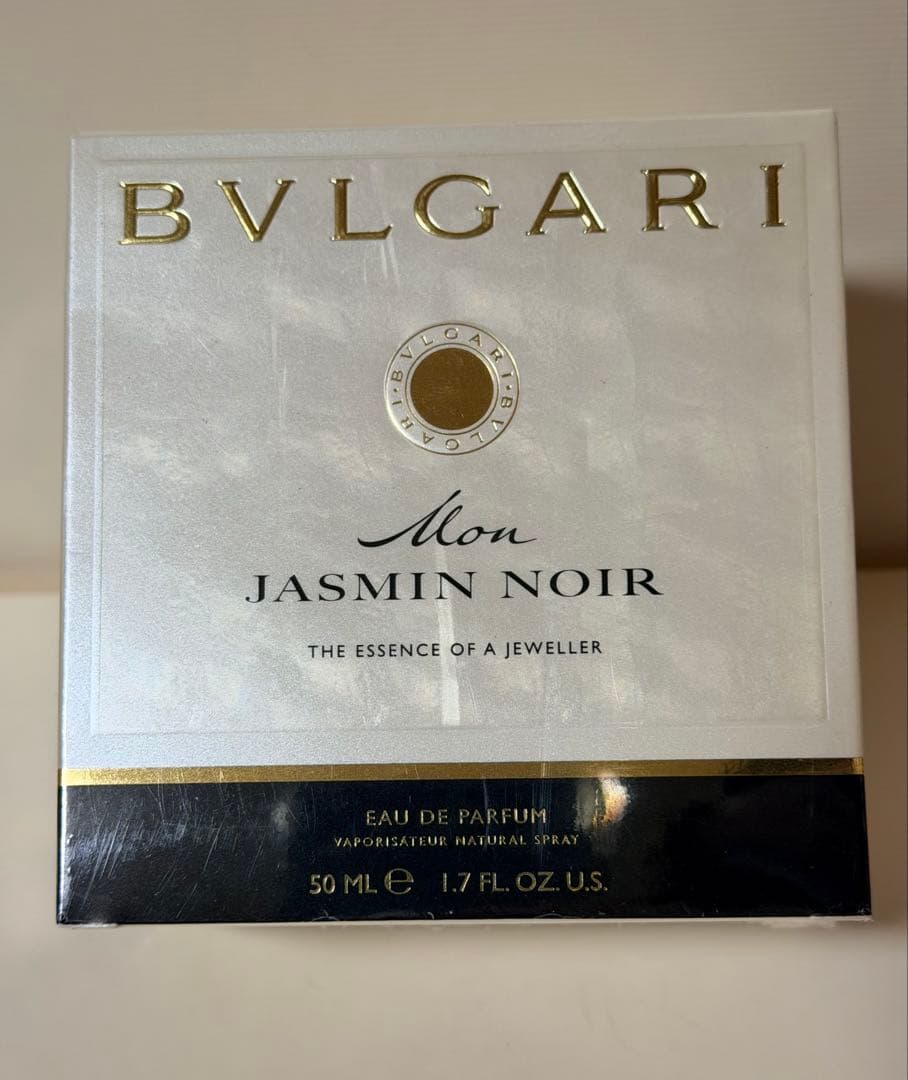 BVLGARI
BVLGARI · BVLGARI ·
Mon
JASMIN NOIR
THE ESSENCE OF A JEWELLER
EAU DE PARFUM
VAPORISATEUR NATURAL SPRAY
50 ML ℮ 1.7 FL. OZ. U.S.